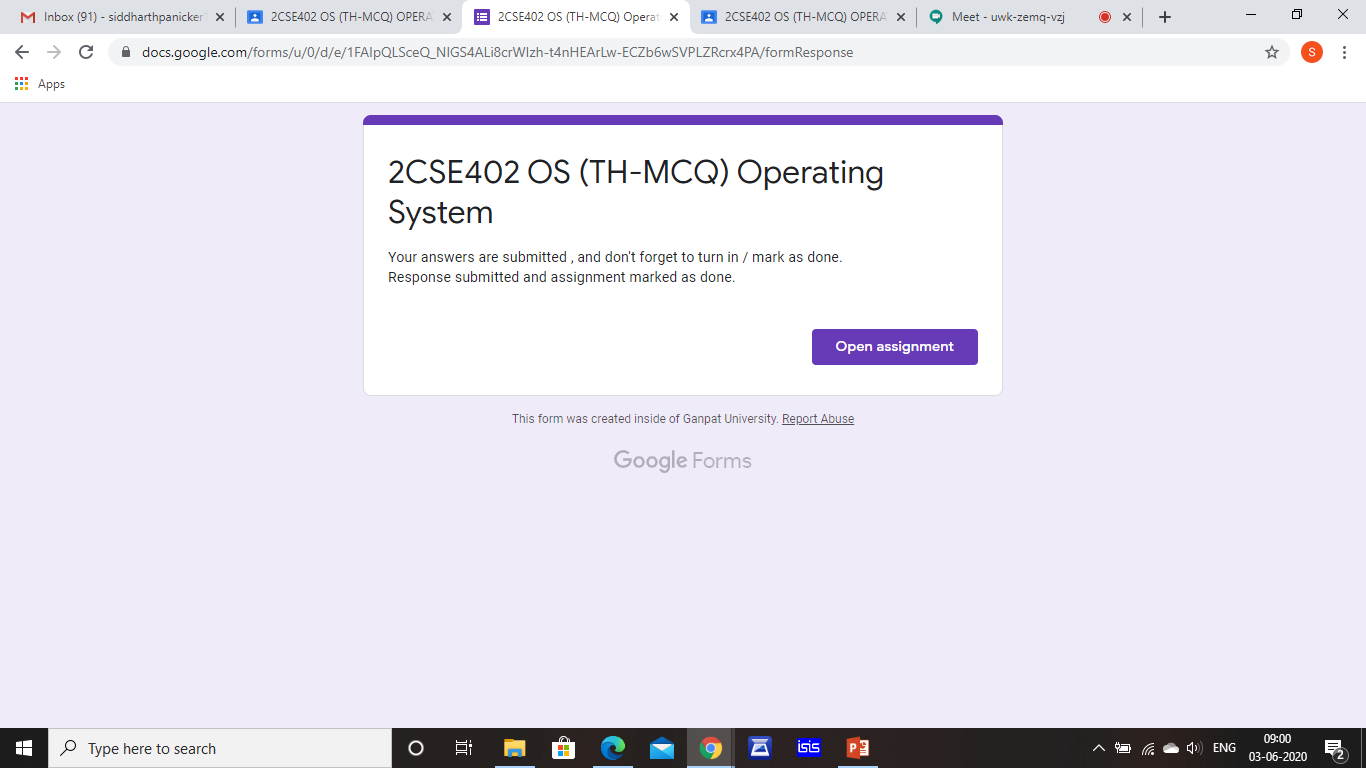 Inbox (91) - siddharthpanicker
2CSE402 OS (TH-MCQ) OPERA
2CSE402 OS (TH-MCQ) Operat
2CSE402 OS (TH-MCQ) OPERA
Meet - uwk-zemq-vzj
docs.google.com/forms/u/0/d/e/1FAIpQLSceQ_NIGS4ALi8crWIzh-t4nHEArLw-ECZb6wSVPLZRcrx4PA/formResponse
S
Apps
2CSE402 OS (TH-MCQ) Operating
System
Your answers are submitted , and don't forget to turn in / mark as done.
Response submitted and assignment marked as done.
Open assignment
This form was created inside of Ganpat University. Report Abuse
Google Forms
Type here to search
isis
ENG
09:00
03-06-2020
2